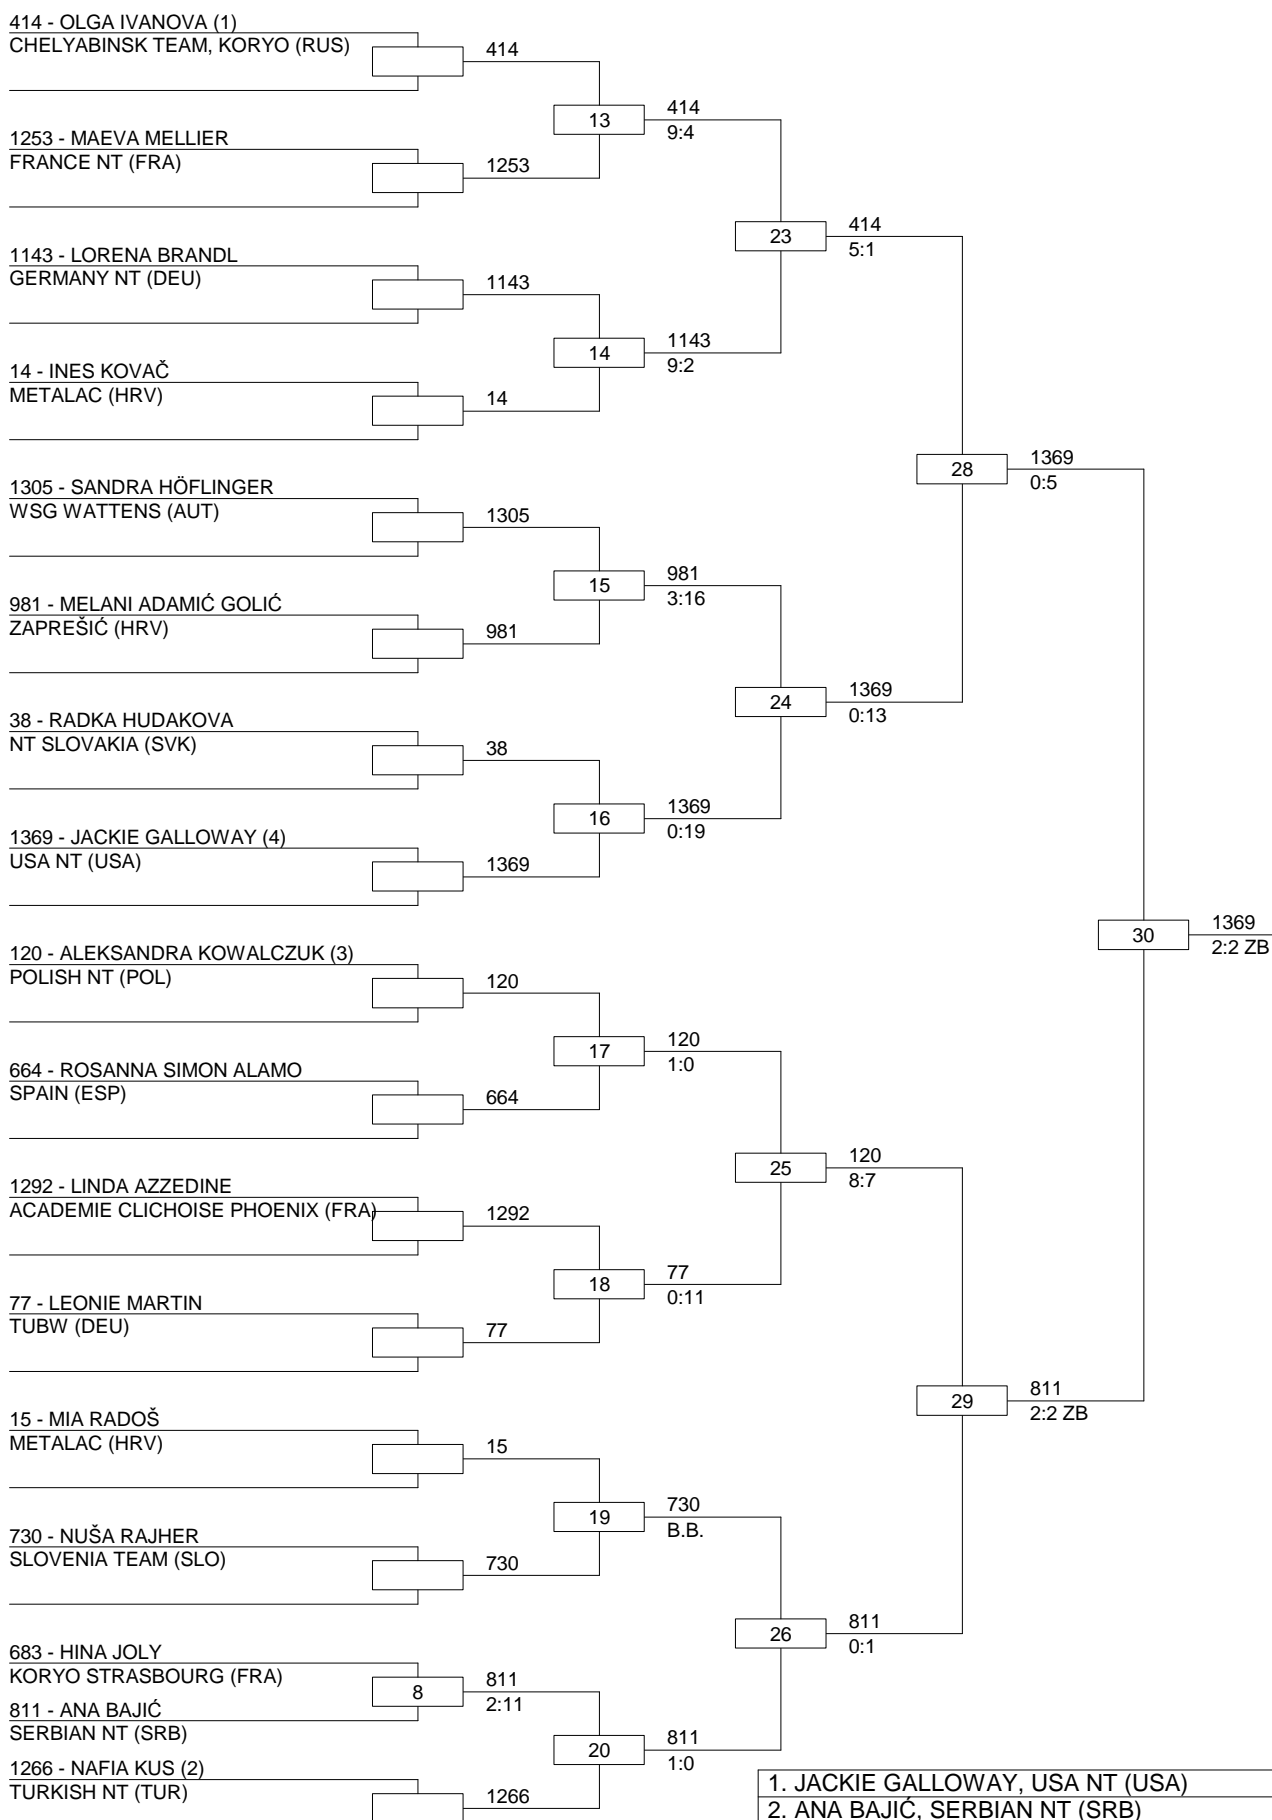 414 - OLGA IVANOVA (1)
CHELYABINSK TEAM, KORYO (RUS)
414
13
414
9:4
1253 - MAEVA MELLIER
FRANCE NT (FRA)
1253
23
414
5:1
1143 - LORENA BRANDL
GERMANY NT (DEU)
1143
14
1143
9:2
14 - INES KOVAČ
METALAC (HRV)
14
28
1369
0:5
1305 - SANDRA HÖFLINGER
WSG WATTENS (AUT)
1305
15
981
3:16
981 - MELANI ADAMIĆ GOLIĆ
ZAPREŠIĆ (HRV)
981
24
1369
0:13
38 - RADKA HUDAKOVA
NT SLOVAKIA (SVK)
38
16
1369
0:19
1369 - JACKIE GALLOWAY (4)
USA NT (USA)
1369
30
1369
2:2 ZB
120 - ALEKSANDRA KOWALCZUK (3)
POLISH NT (POL)
120
17
120
1:0
664 - ROSANNA SIMON ALAMO
SPAIN (ESP)
664
25
120
8:7
1292 - LINDA AZZEDINE
ACADEMIE CLICHOISE PHOENIX (FRA)
1292
18
77
0:11
77 - LEONIE MARTIN
TUBW (DEU)
77
29
811
2:2 ZB
15 - MIA RADOŠ
METALAC (HRV)
15
19
730
B.B.
730 - NUŠA RAJHER
SLOVENIA TEAM (SLO)
730
26
811
0:1
683 - HINA JOLY
KORYO STRASBOURG (FRA)
8
811
2:11
811 - ANA BAJIĆ
SERBIAN NT (SRB)
20
811
1:0
1266 - NAFIA KUS (2)
TURKISH NT (TUR)
1266
1. JACKIE GALLOWAY, USA NT (USA)
2. ANA BAJIĆ, SERBIAN NT (SRB)